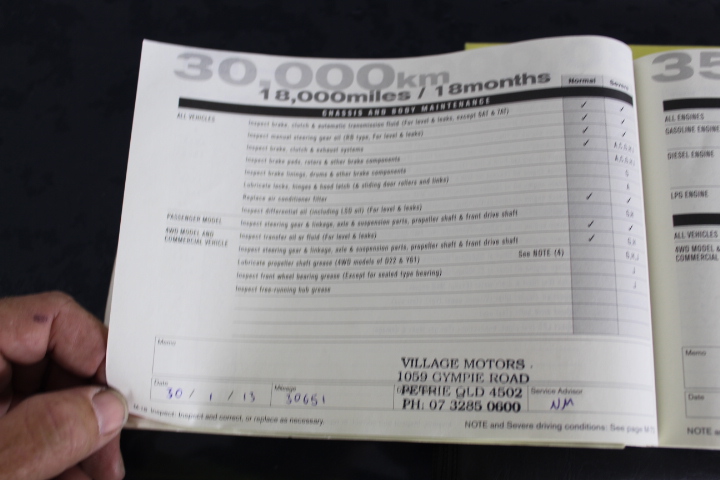 30,000km
18,000miles / 18months
Normal
CHASSIS AND BODY MAINTENANCE
ALL VEHICLES
Inspect brake, clutch & automatic transmission fluid (For level & leaks, except 5AT & 7AT) ✓ ✓
Inspect manual steering gear oil (RB type, For level & leaks) ✓ ✓
Inspect brake, clutch & exhaust systems ✓ ✓
Inspect brake pads, rotors & other brake components ✓
Inspect brake linings, drums & other brake components
Lubricate locks, hinges & hood latch (& sliding door rollers and links)
Replace air conditioner filter
Inspect differential oil (including LSD oil) (For level & leaks) ✓ ✓
PASSENGER MODEL
Inspect steering gear & linkage, axle & suspension parts, propeller shaft & front drive shaft
4WD MODEL AND
COMMERCIAL VEHICLE
Inspect transfer oil or fluid (For level & leaks) ✓ ✓
Inspect steering gear & linkage, axle & suspension parts, propeller shaft & front drive shaft ✓
Lubricate propeller shaft grease (4WD models of D22 & Y61) See NOTE (4)
Inspect front wheel bearing grease (Except for sealed type bearing)
Inspect free-running hub grease
Memo
VILLAGE MOTORS
1059 GYMPIE ROAD
PETRIE QLD 4502
PH: 07 3285 0600
Date
30 / 1 / 13
Mileage
30651
Service Advisor
NM
N.B. Inspect: Inspect and correct, or replace as necessary.
NOTE and Severe driving conditions: See page
35
ALL ENGINES
GASOLINE ENGINE
DIESEL ENGINE
LPG ENGINE
ALL VEHICLES
4WD MODEL
COMMERCIAL
Memo
Date
NOTE